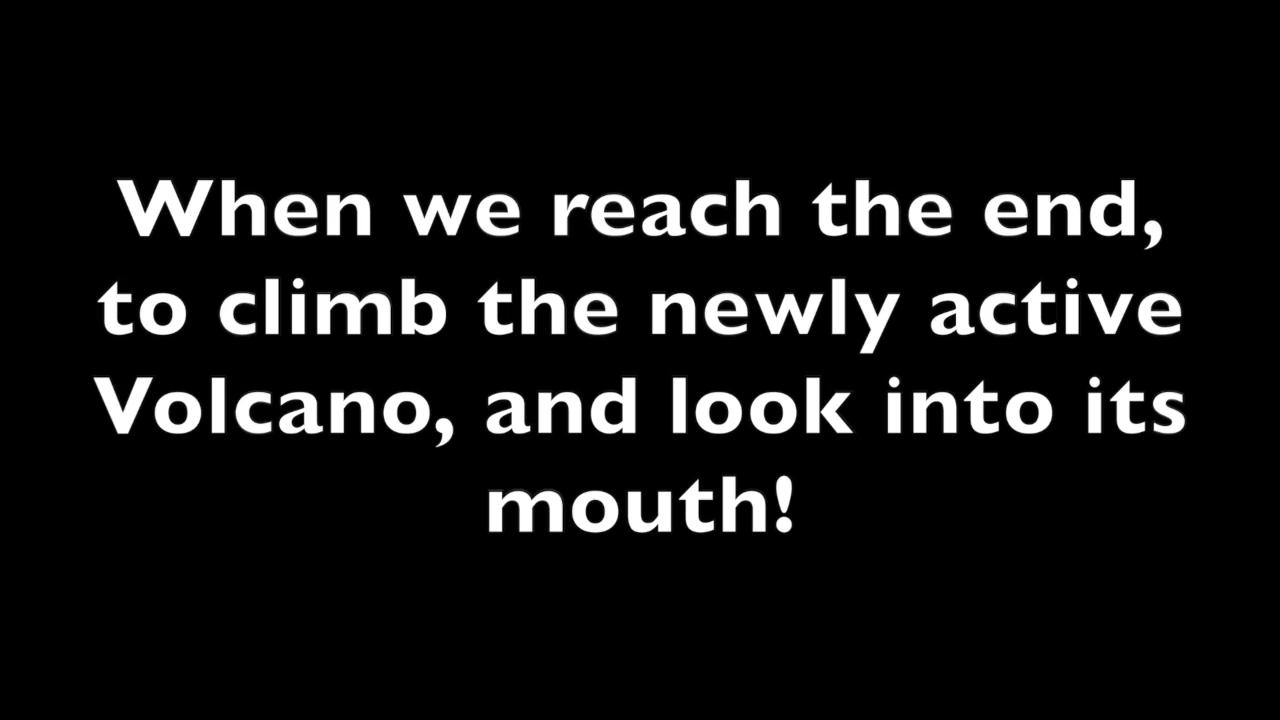 When we reach the end,
to climb the newly active
Volcano, and look into its
mouth!